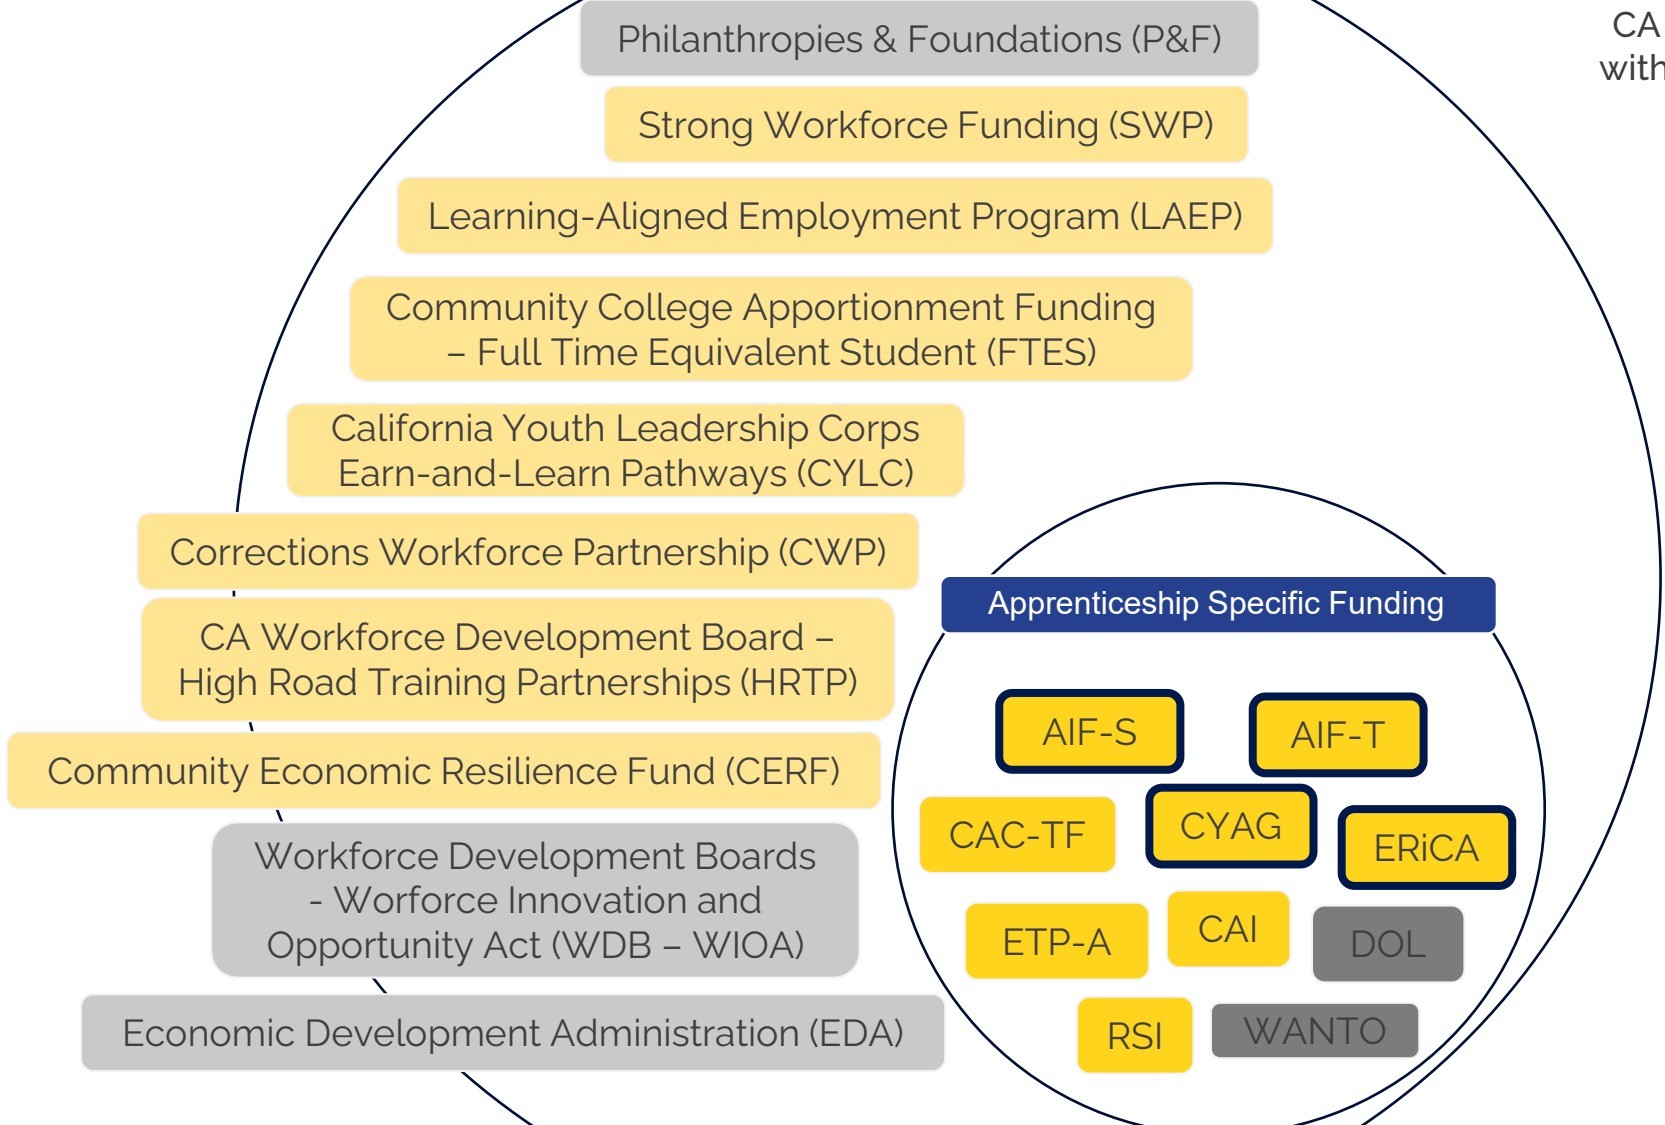 CA
with
Philanthropies & Foundations (P&F)
Strong Workforce Funding (SWP)
Learning-Aligned Employment Program (LAEP)
Community College Apportionment Funding
– Full Time Equivalent Student (FTES)
California Youth Leadership Corps
Earn-and-Learn Pathways (CYLC)
Corrections Workforce Partnership (CWP)
CA Workforce Development Board –
High Road Training Partnerships (HRTP)
Community Economic Resilience Fund (CERF)
Workforce Development Boards
- Worforce Innovation and
Opportunity Act (WDB – WIOA)
Economic Development Administration (EDA)
Apprenticeship Specific Funding
AIF-S
AIF-T
CAC-TF
CYAG
ERiCA
ETP-A
CAI
DOL
RSI
WANTO